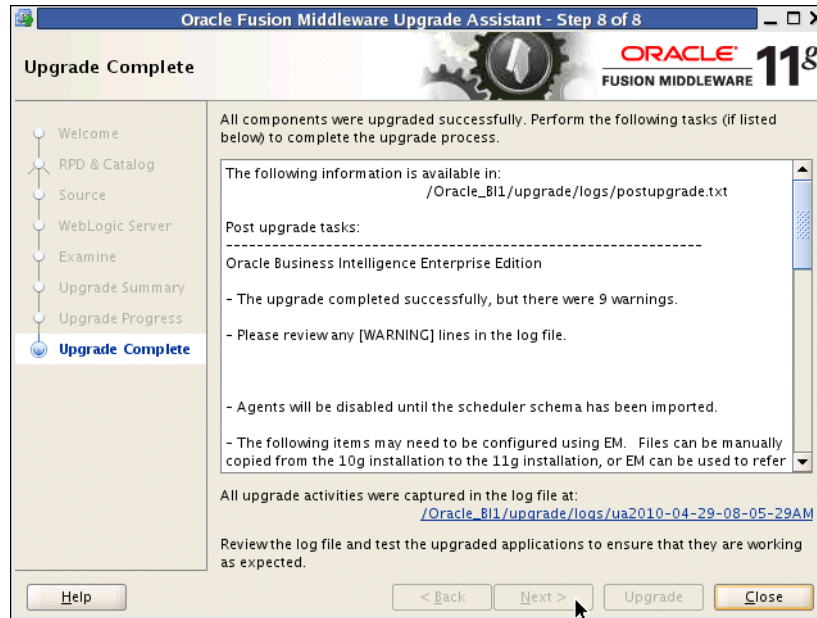 Oracle Fusion Middleware Upgrade Assistant - Step 8 of 8
Upgrade Complete
ORACLE
FUSION MIDDLEWARE
11g
Welcome
RPD & Catalog
Source
WebLogic Server
Examine
Upgrade Summary
Upgrade Progress
Upgrade Complete
All components were upgraded successfully. Perform the following tasks (if listed
below) to complete the upgrade process.
The following information is available in:
/Oracle_BI1/upgrade/logs/postupgrade.txt
Post upgrade tasks:
--------------------------------------------------------------
Oracle Business Intelligence Enterprise Edition
- The upgrade completed successfully, but there were 9 warnings.
- Please review any [WARNING] lines in the log file.
- Agents will be disabled until the scheduler schema has been imported.
- The following items may need to be configured using EM. Files can be manually
copied from the 10g installation to the 11g installation, or EM can be used to refer
All upgrade activities were captured in the log file at:
/Oracle_BI1/upgrade/logs/ua2010-04-29-08-05-29AM
Review the log file and test the upgraded applications to ensure that they are working
as expected.
Help
< Back
Next >
Upgrade
Close